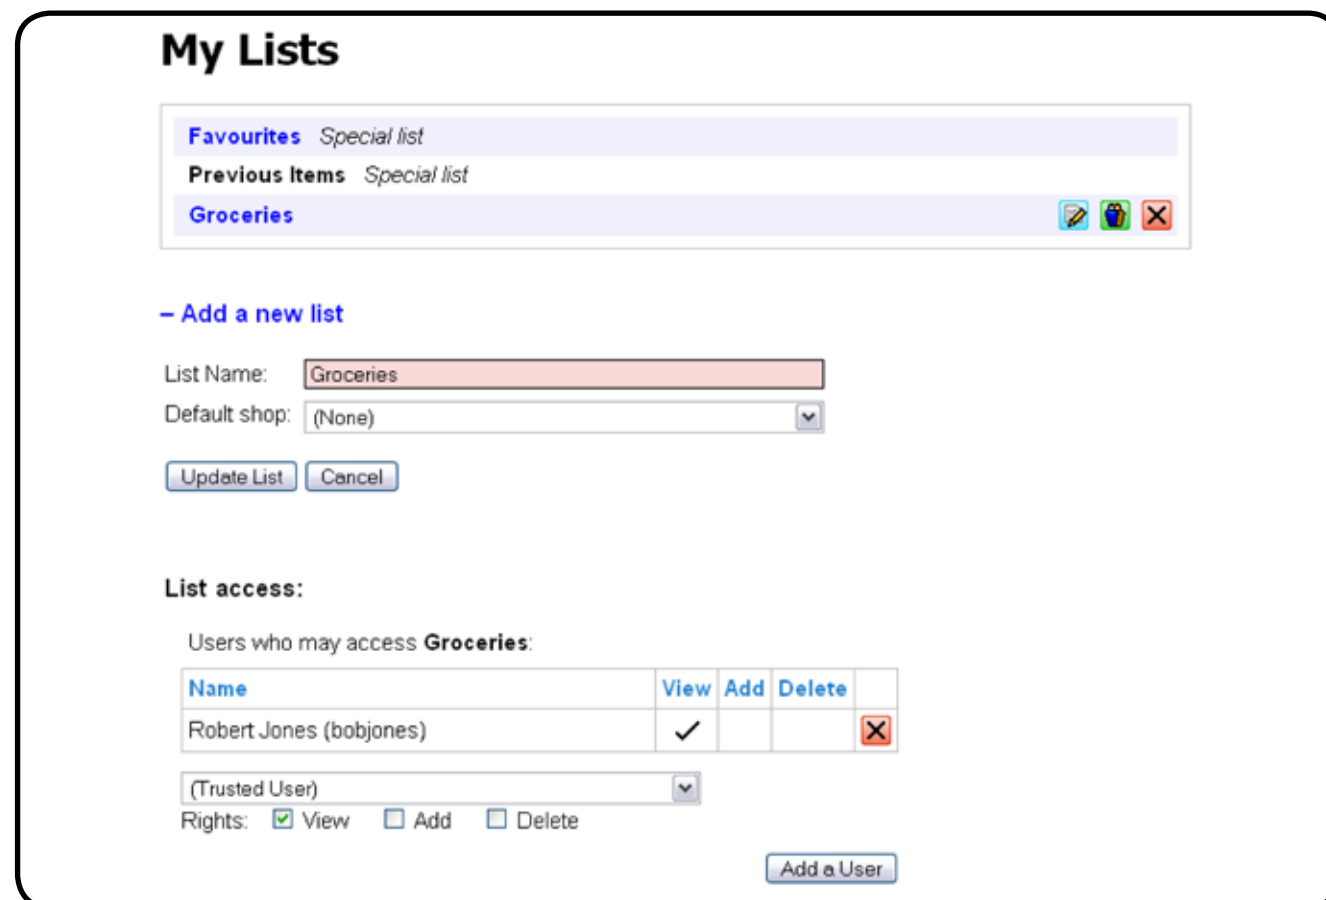 My Lists
Favourites Special list
Previous Items Special list
Groceries
– Add a new list
List Name: Groceries
Default shop: (None)
Update List Cancel
List access:
Users who may access Groceries:
Name View Add Delete
Robert Jones (bobjones)
(Trusted User)
Rights: View Add Delete
Add a User